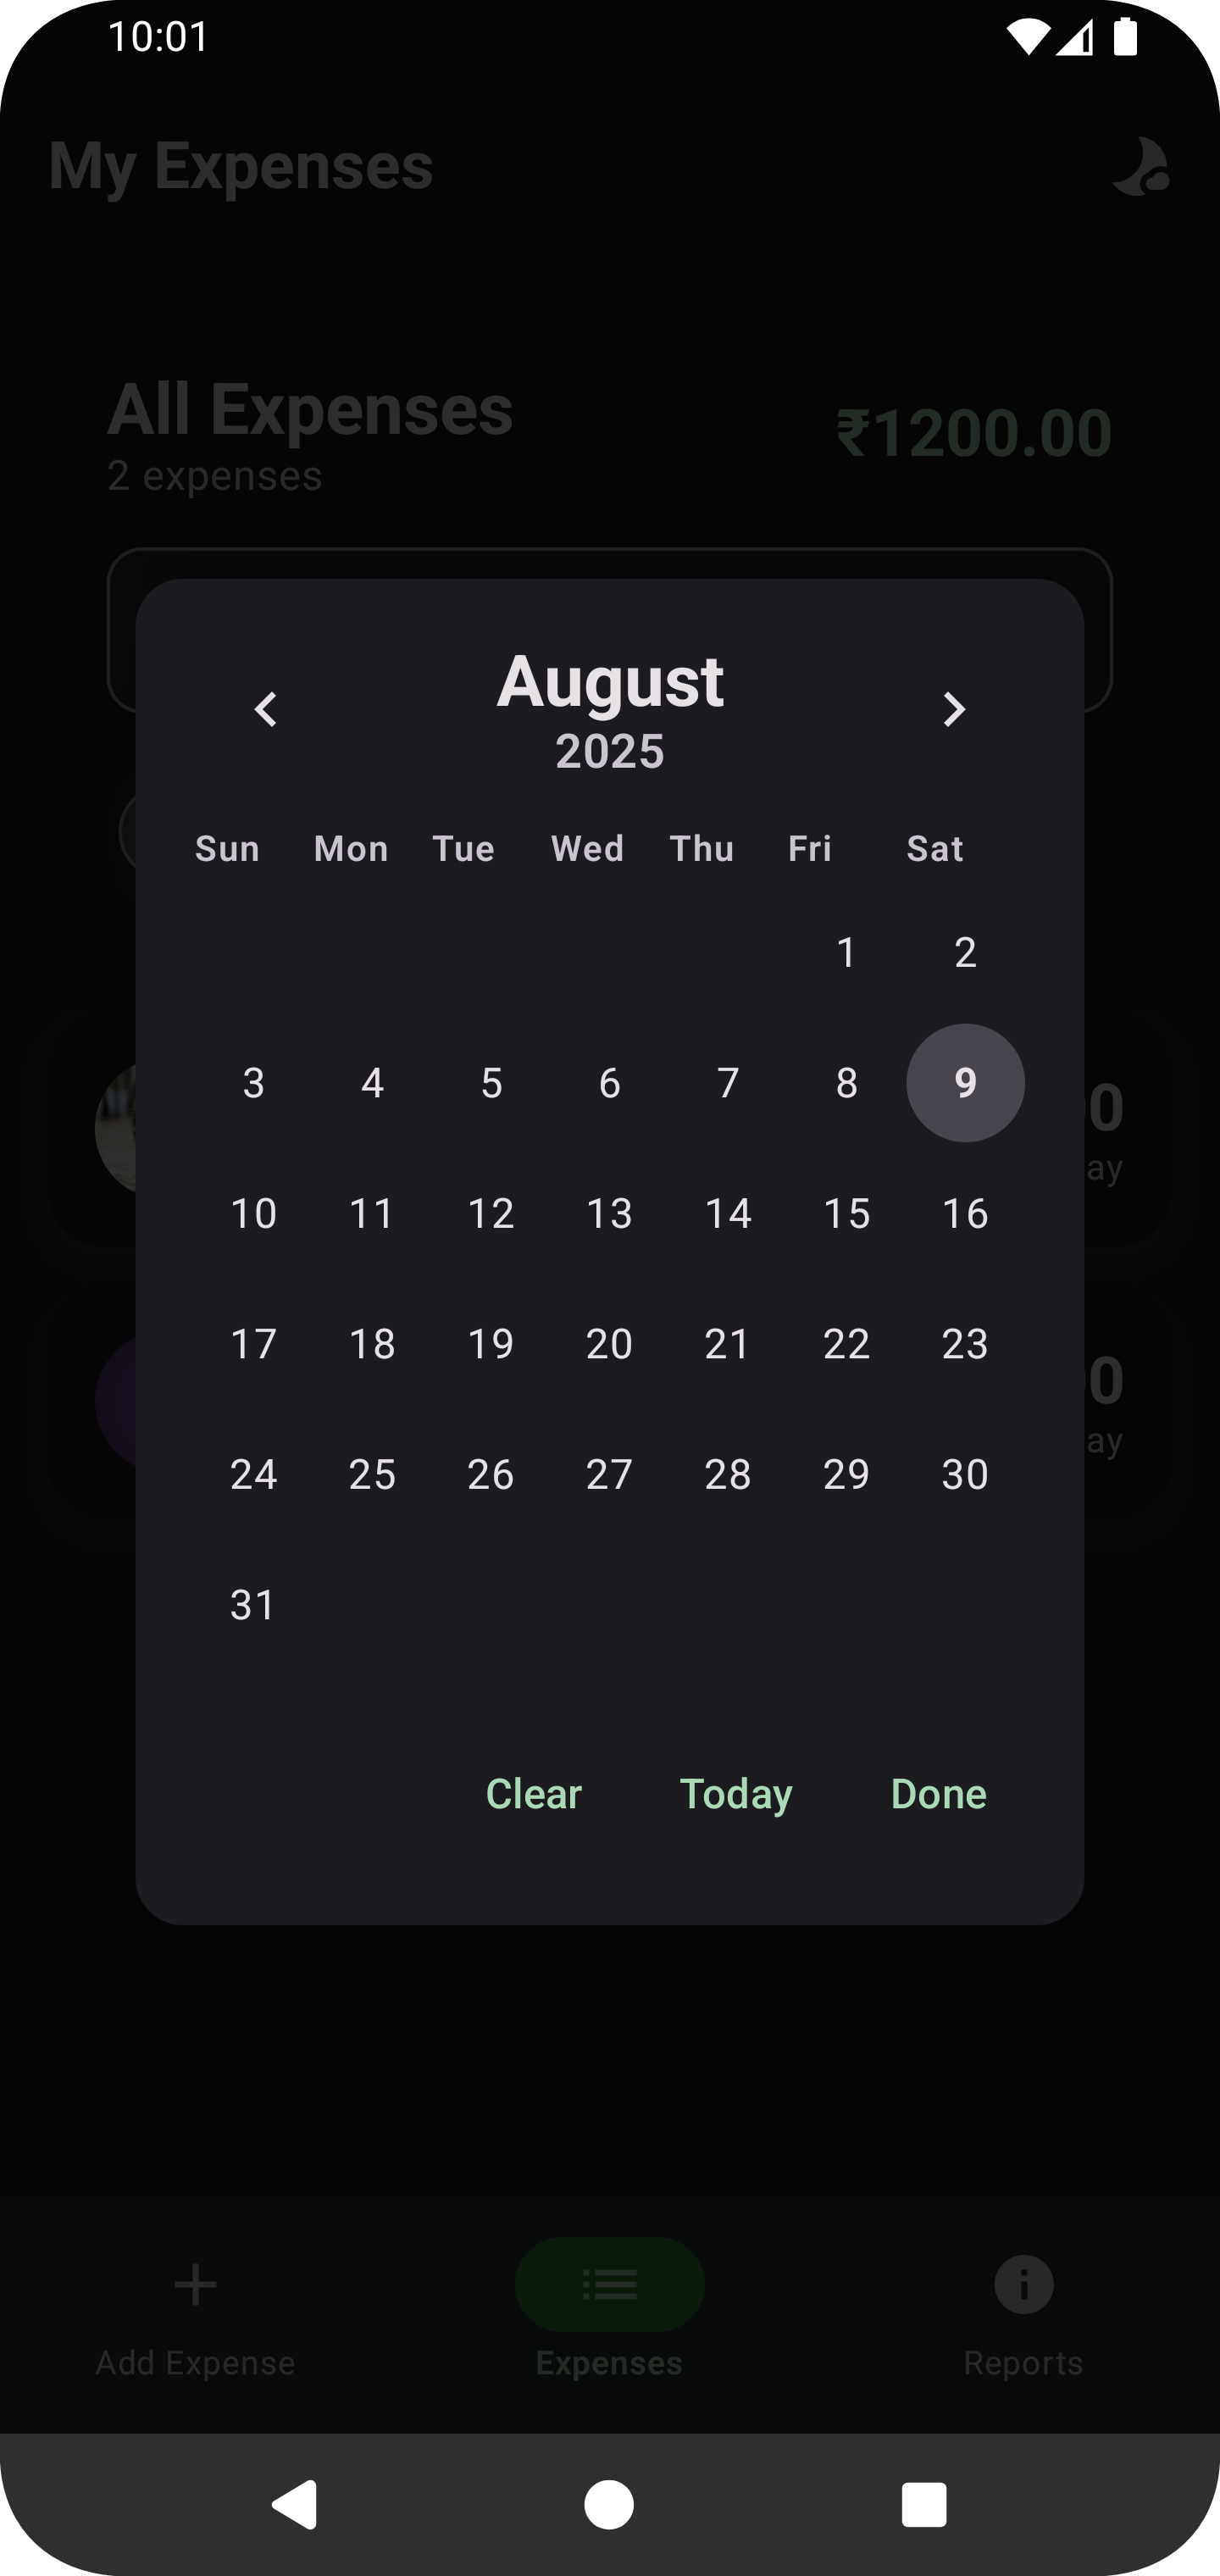 10:01
My Expenses
All Expenses
₹1200.00
2 expenses
August
2025
Sun Mon Tue Wed Thu Fri Sat
1 2
3 4 5 6 7 8 9
0
ay
10 11 12 13 14 15 16
17 18 19 20 21 22 23
0
ay
24 25 26 27 28 29 30
31
Clear Today Done
Add Expense Expenses Reports